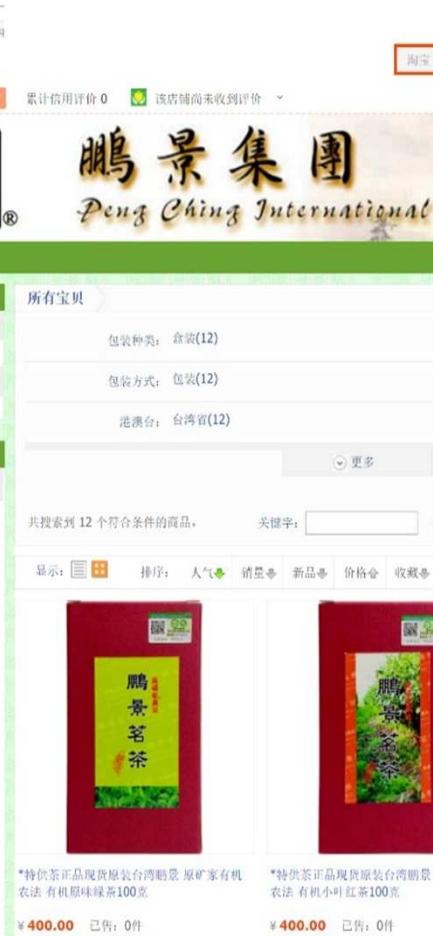 淘宝
累计信用评价 0
该店铺尚未收到评价
鹏景集團
Peng Ching International
®
所有宝贝
包装种类： 盒装(12)
包装方式： 包装(12)
港澳台： 台湾省(12)
更多
共搜索到 12 个符合条件的商品。 关键字：
显示： 排序： 人气 销量 新品 价格 收藏
鵬景茗茶
鵬景茗茶
*特供茶正品现货原装台湾鹏景 原矿家有机
农法 有机原味绿茶100克
¥400.00 已售：0件
*特供茶正品现货原装台湾鹏景
农法 有机小叶红茶100克
¥400.00 已售：0件